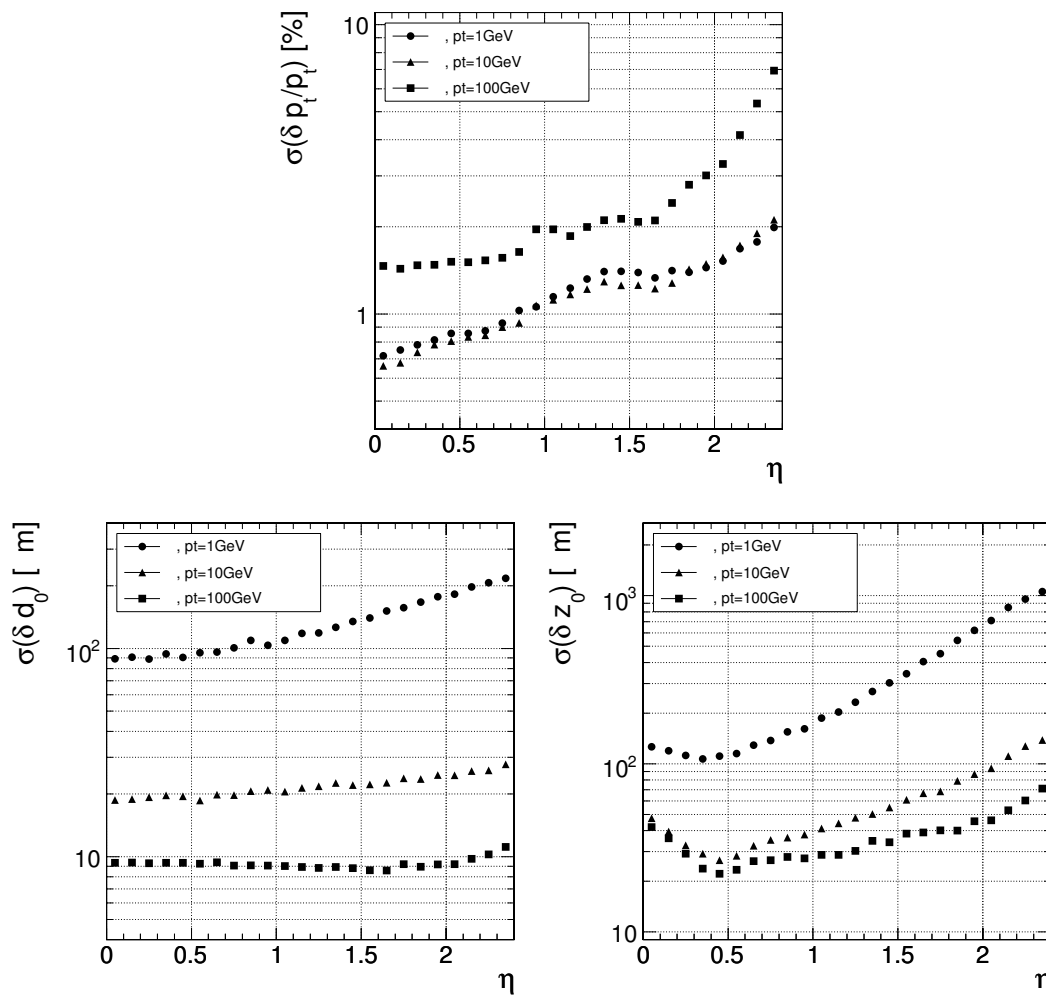 σ(δ p_t/p_t) [%]
10
1
, pt=1GeV
, pt=10GeV
, pt=100GeV
0 0.5 1 1.5 2
η
σ(δ d_0) [ m]
10^2
10
, pt=1GeV
, pt=10GeV
, pt=100GeV
0 0.5 1 1.5 2
η
σ(δ z_0) [ m]
10^3
10^2
10
, pt=1GeV
, pt=10GeV
, pt=100GeV
0 0.5 1 1.5 2
η